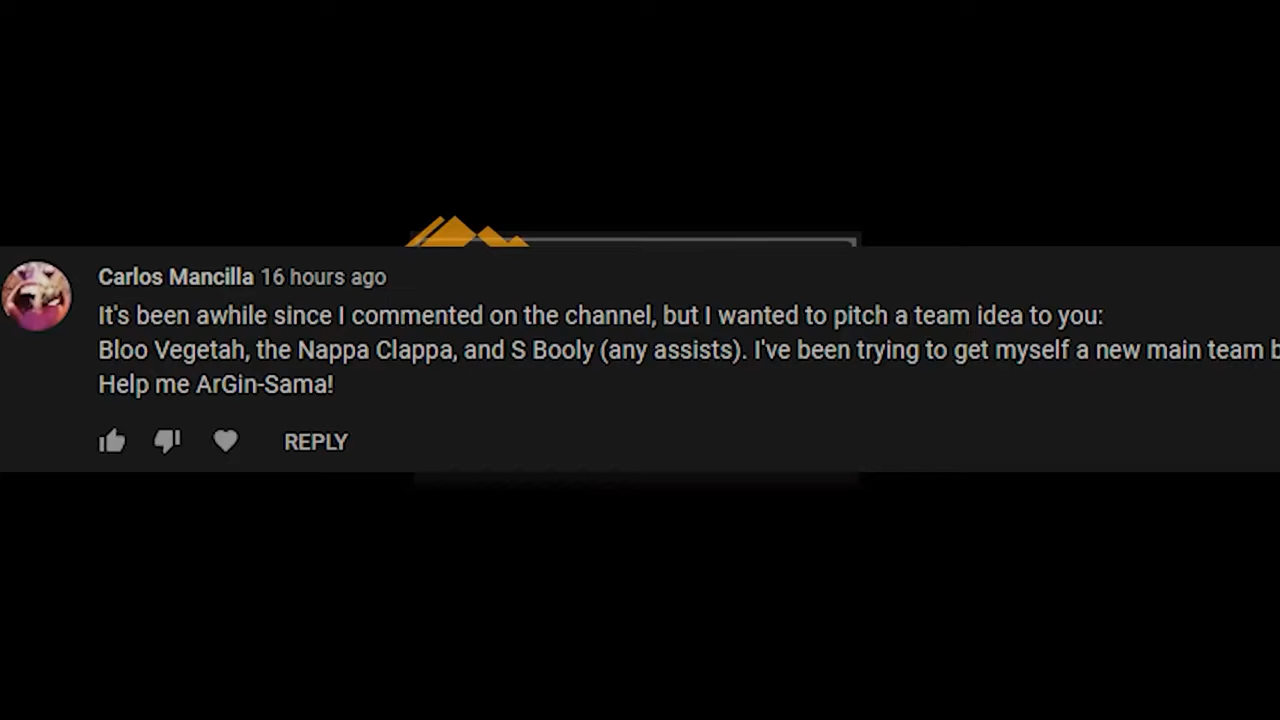 Carlos Mancilla 16 hours ago
It's been awhile since I commented on the channel, but I wanted to pitch a team idea to you:
Bloo Vegetah, the Nappa Clappa, and S Booly (any assists). I've been trying to get myself a new main team
Help me ArGin-Sama!
REPLY